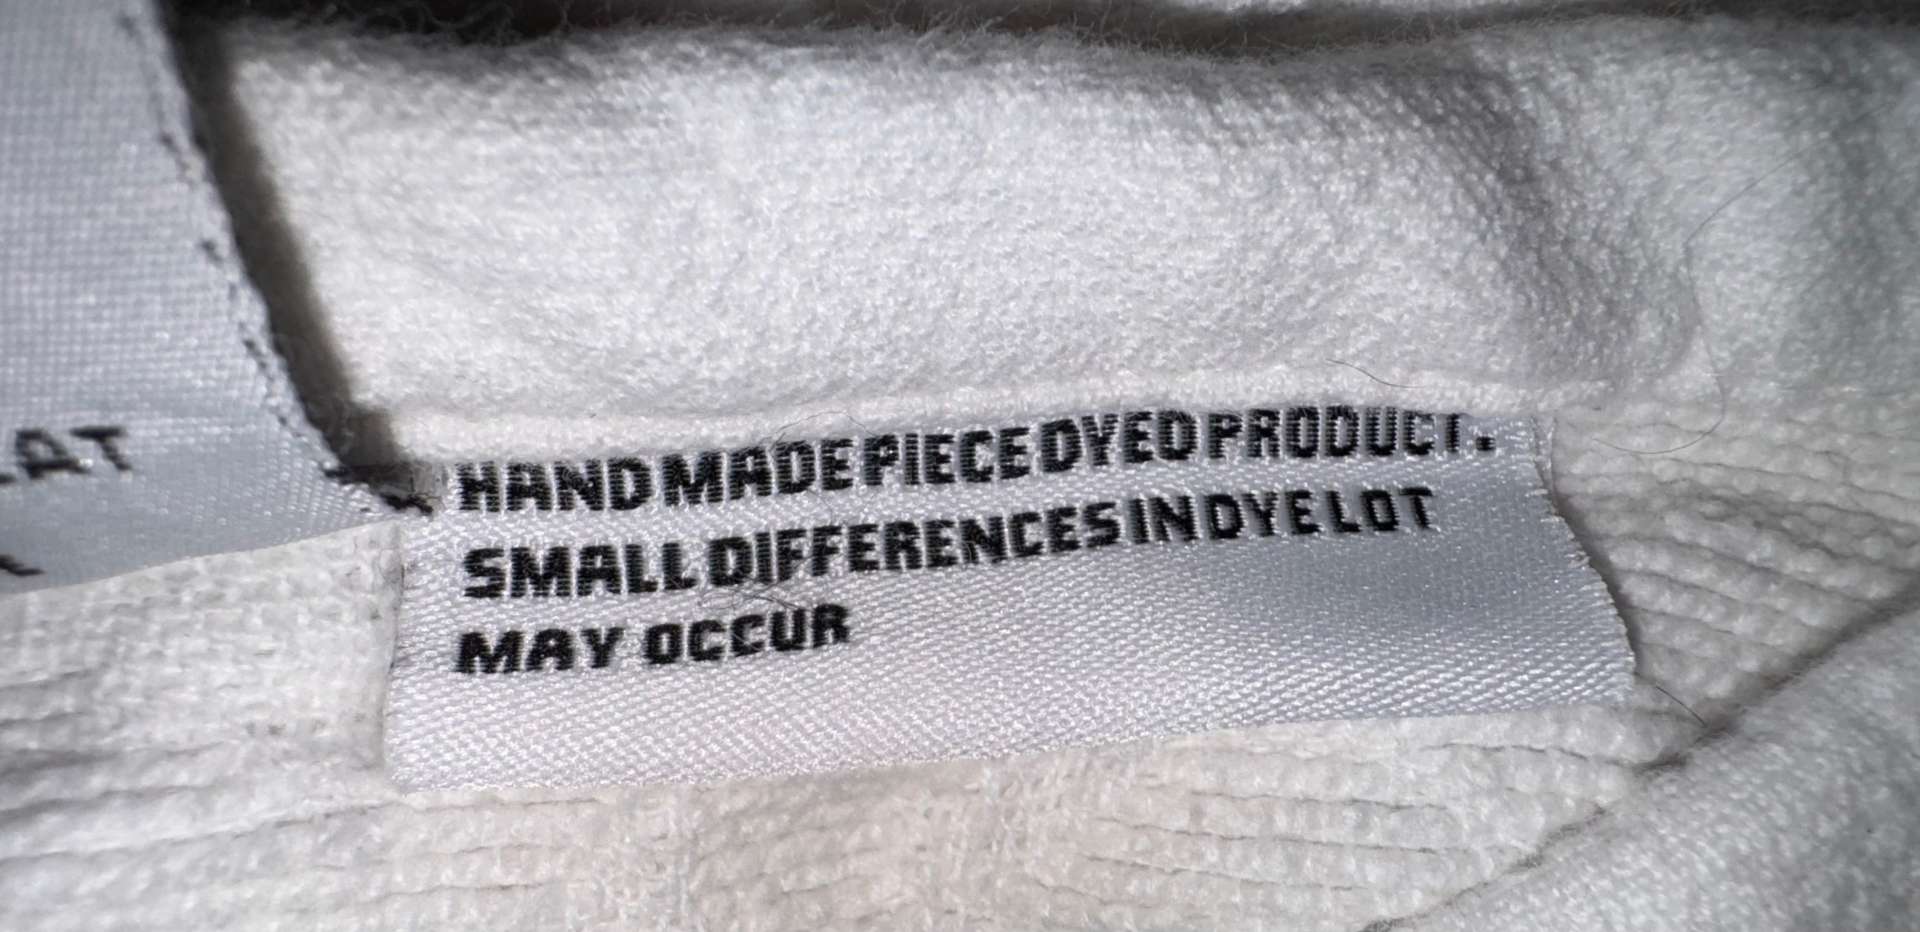 HAND MADE PIECE DYED PRODUCT.
SMALL DIFFERENCES IN DYE LOT
MAY OCCUR